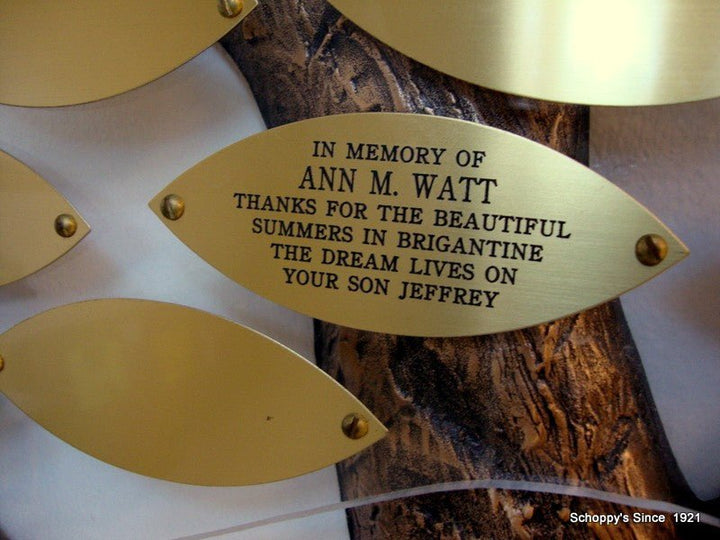 IN MEMORY OF
ANN M. WATT
THANKS FOR THE BEAUTIFUL
SUMMERS IN BRIGANTINE
THE DREAM LIVES ON
YOUR SON JEFFREY
Schoppy's Since 1921